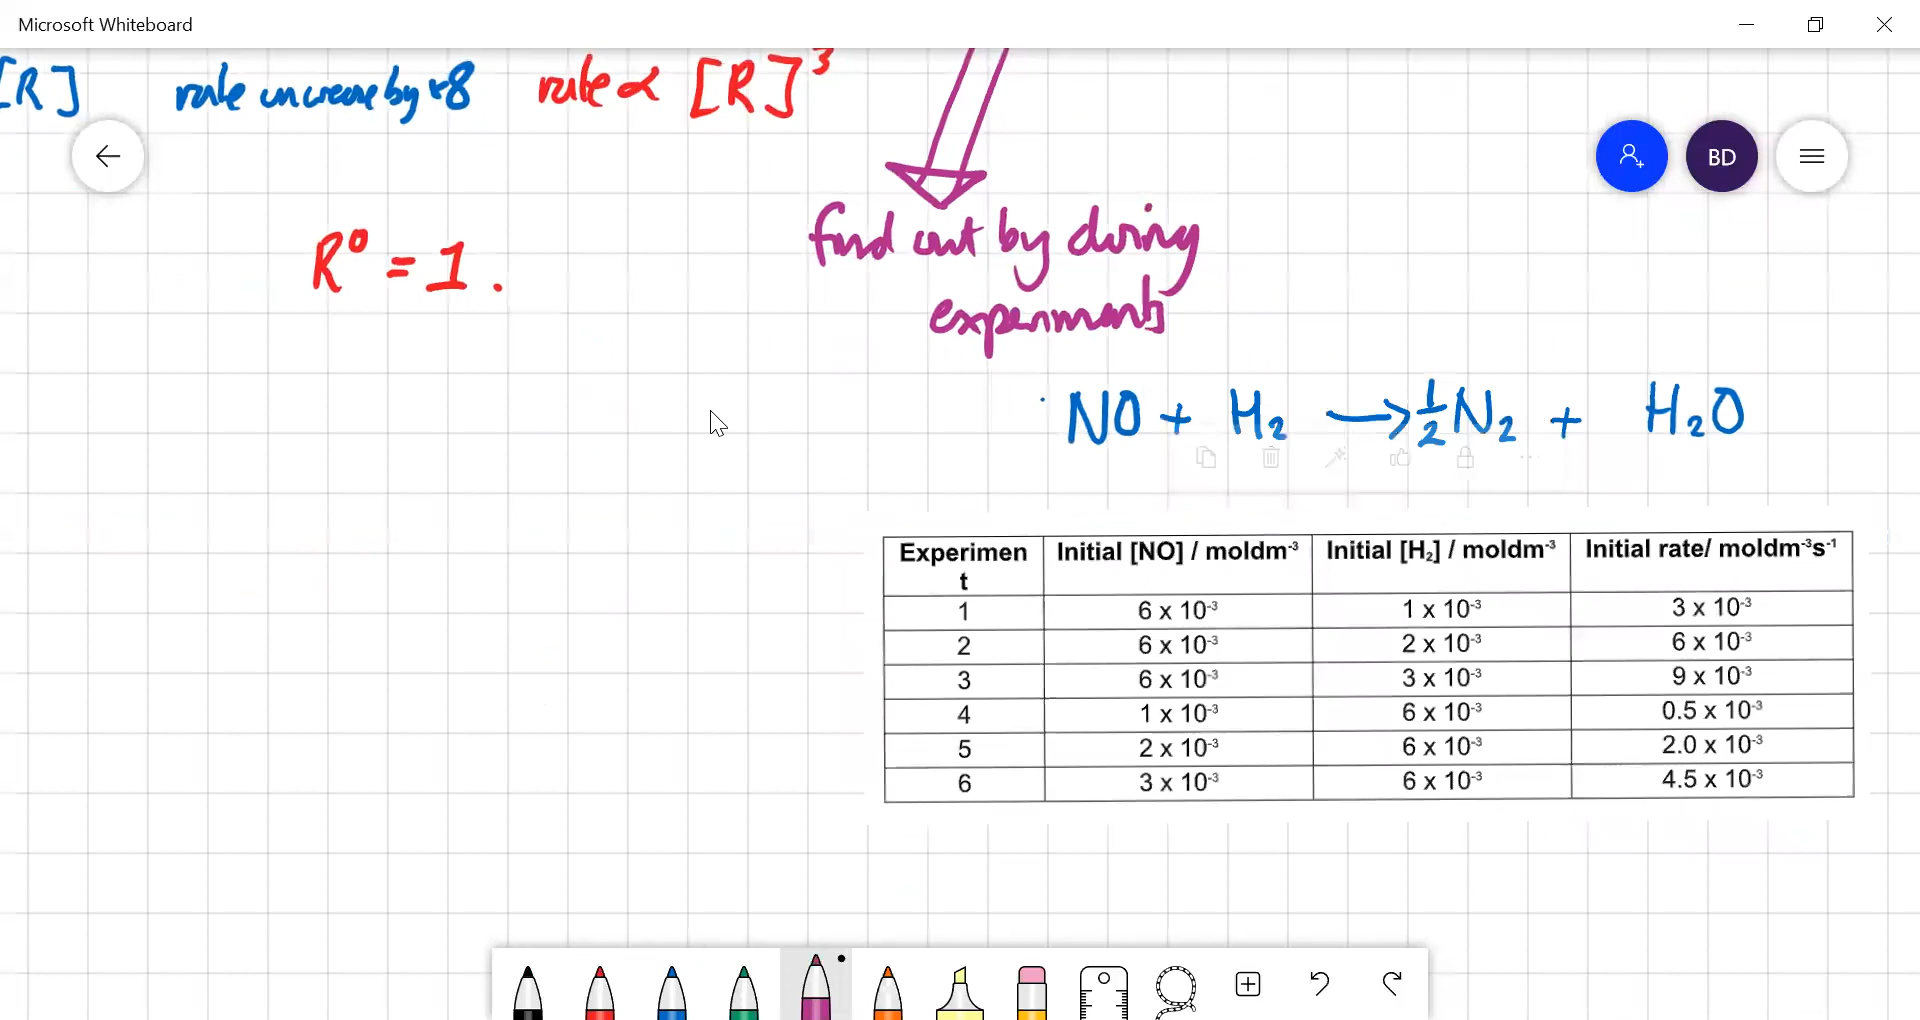 Microsoft Whiteboard
[R] rate increase by ×8 rate ∝ [R]³
BD
R⁰ = 1 .
find out by doing
experiments
NO + H₂ → ½N₂ + H₂O
Experimen
t Initial [NO] / moldm⁻³ Initial [H₂] / moldm⁻³ Initial rate/ moldm⁻³s⁻¹
1 6 x 10⁻³ 1 x 10⁻³ 3 x 10⁻³
2 6 x 10⁻³ 2 x 10⁻³ 6 x 10⁻³
3 6 x 10⁻³ 3 x 10⁻³ 9 x 10⁻³
4 1 x 10⁻³ 6 x 10⁻³ 0.5 x 10⁻³
5 2 x 10⁻³ 6 x 10⁻³ 2.0 x 10⁻³
6 3 x 10⁻³ 6 x 10⁻³ 4.5 x 10⁻³